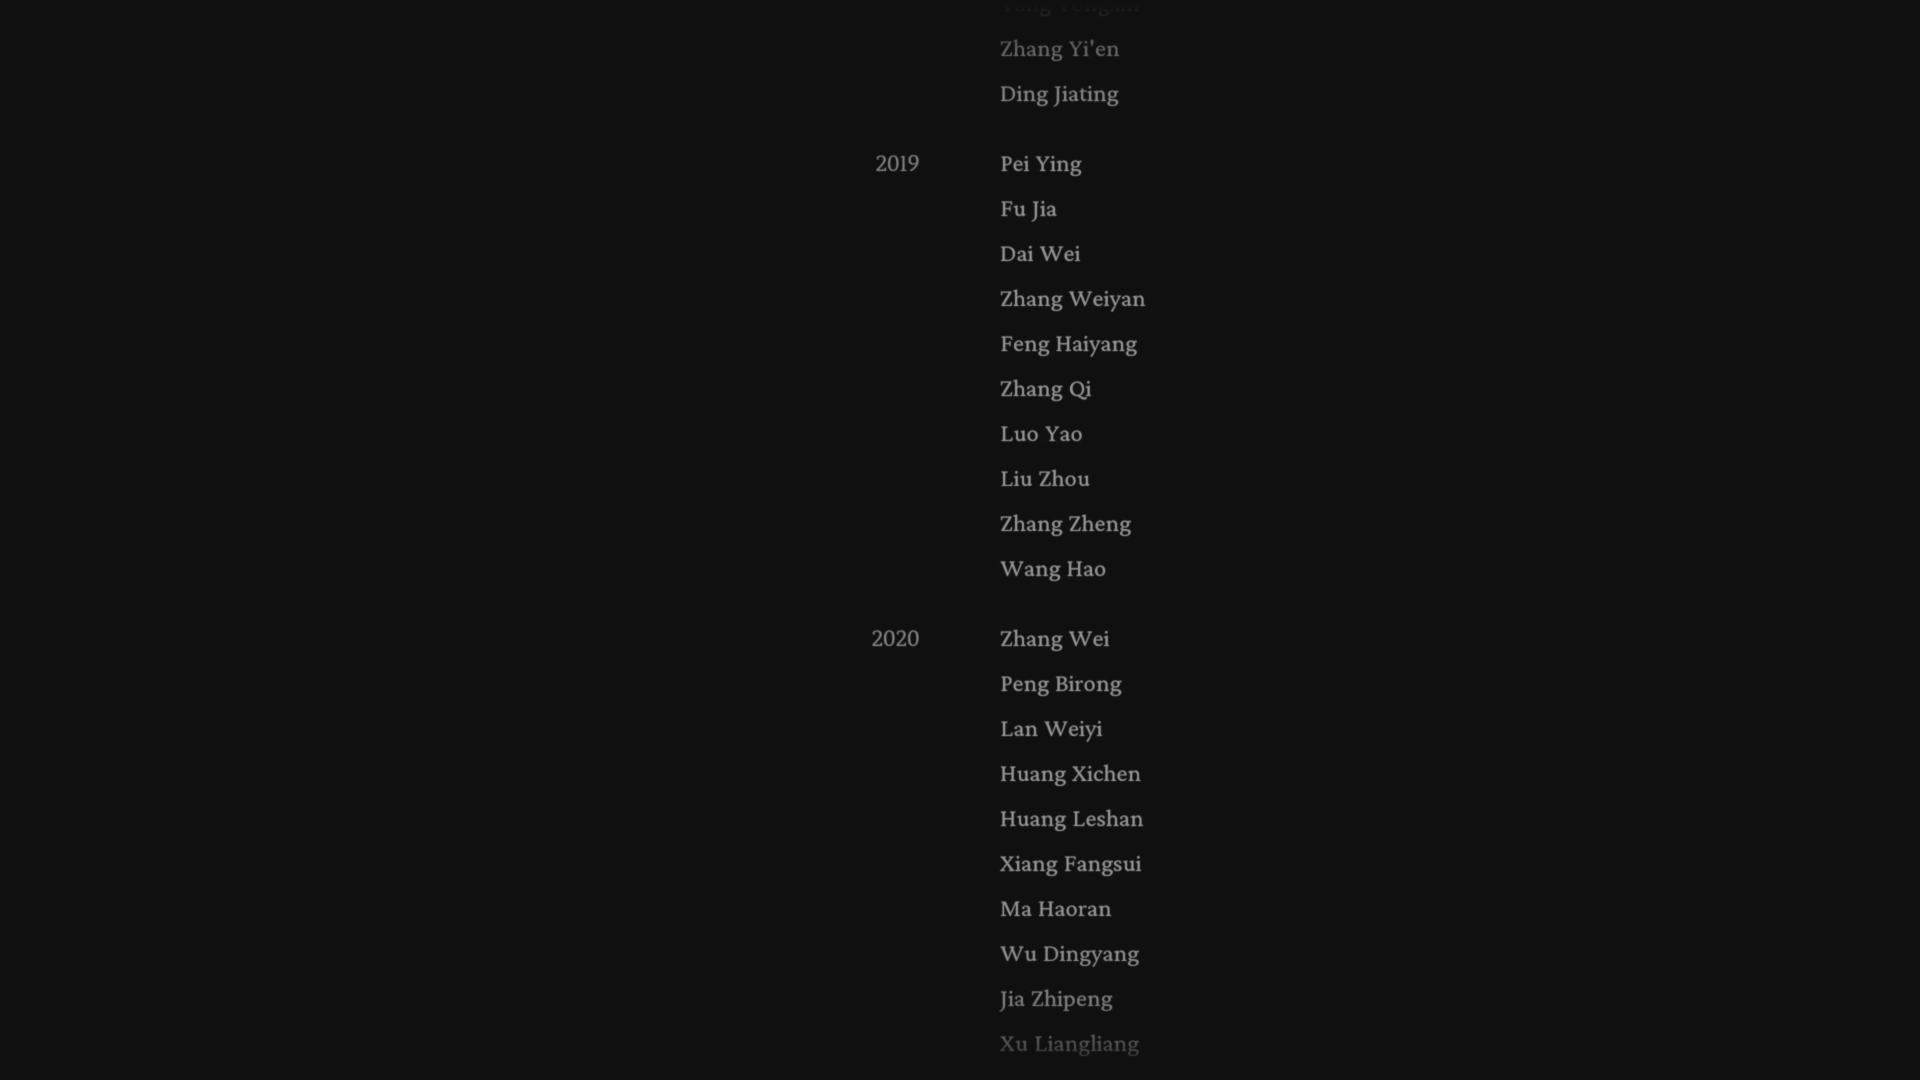 Zhang Yi'en
Ding Jiating
2019 Pei Ying
Fu Jia
Dai Wei
Zhang Weiyan
Feng Haiyang
Zhang Qi
Luo Yao
Liu Zhou
Zhang Zheng
Wang Hao
2020 Zhang Wei
Peng Birong
Lan Weiyi
Huang Xichen
Huang Leshan
Xiang Fangsui
Ma Haoran
Wu Dingyang
Jia Zhipeng
Xu Liangliang